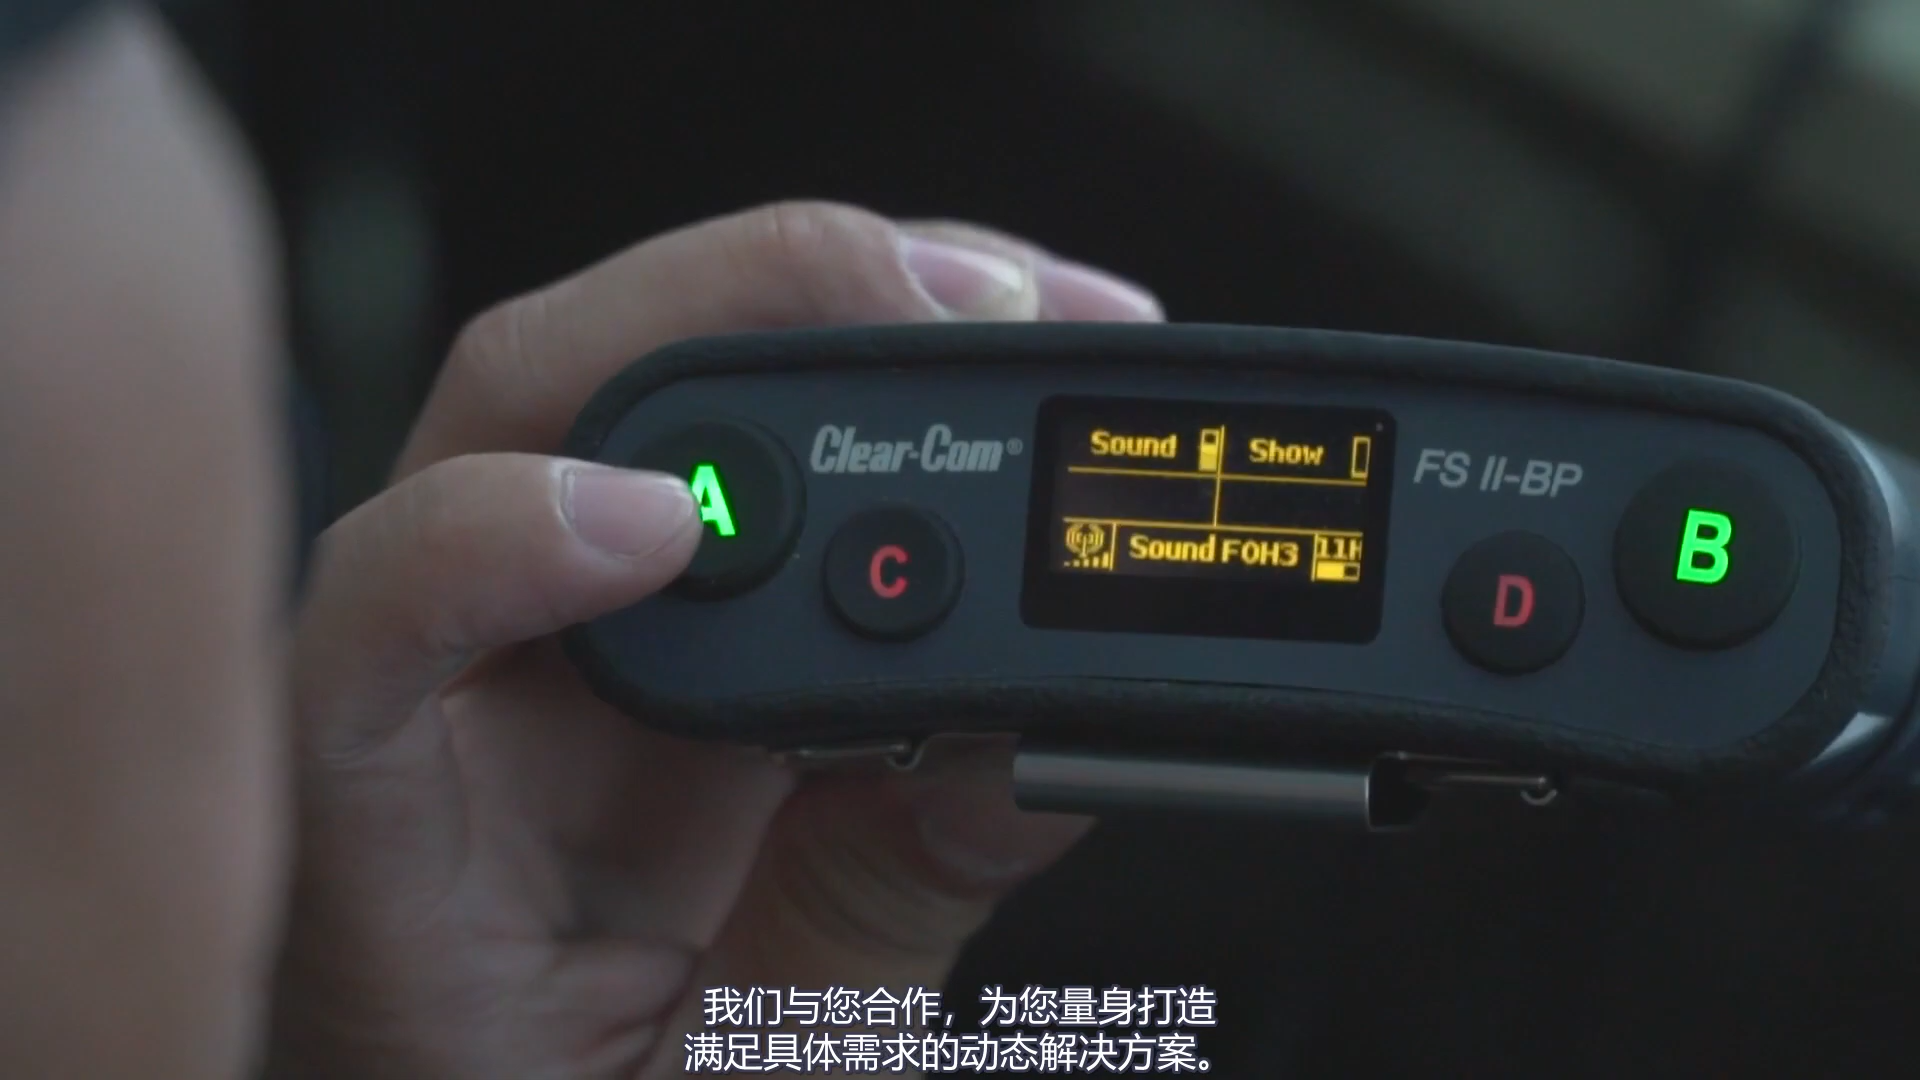 Clear-Com®
FS II-BP
Sound
Show
Sound FOH3
11H
A
C
D
B
我们与您合作，为您量身打造
满足具体需求的动态解决方案。